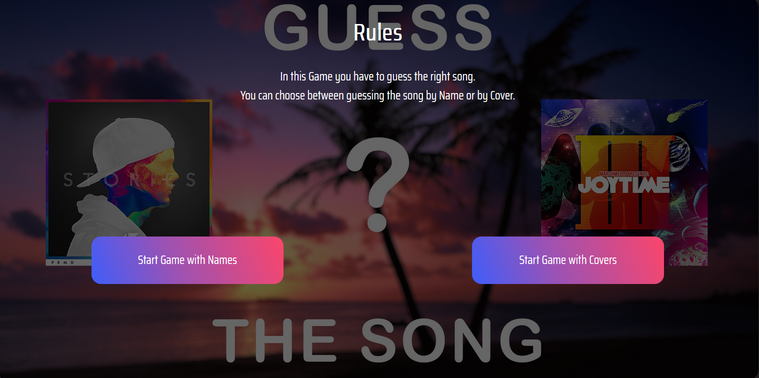 GUESS
Rules
In this Game you have to guess the right song.
You can choose between guessing the song by Name or by Cover.
STORIES
JOYTIME
Start Game with Names
Start Game with Covers
THE SONG